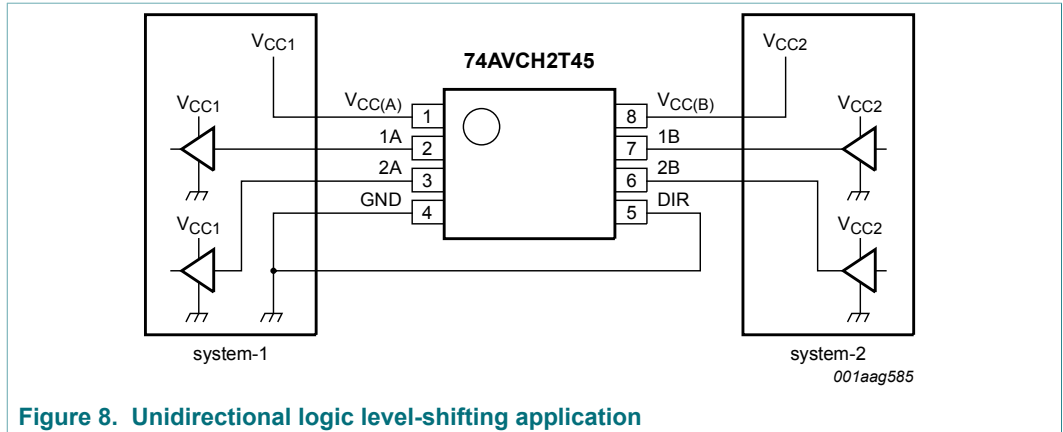 VCC1
VCC2
74AVCH2T45
VCC1
VCC(A)
1
8
VCC(B)
VCC2
1A
2
7
1B
2A
3
6
2B
GND
4
5
DIR
VCC1
VCC2
system-1
system-2
001aag585
Figure 8. Unidirectional logic level-shifting application